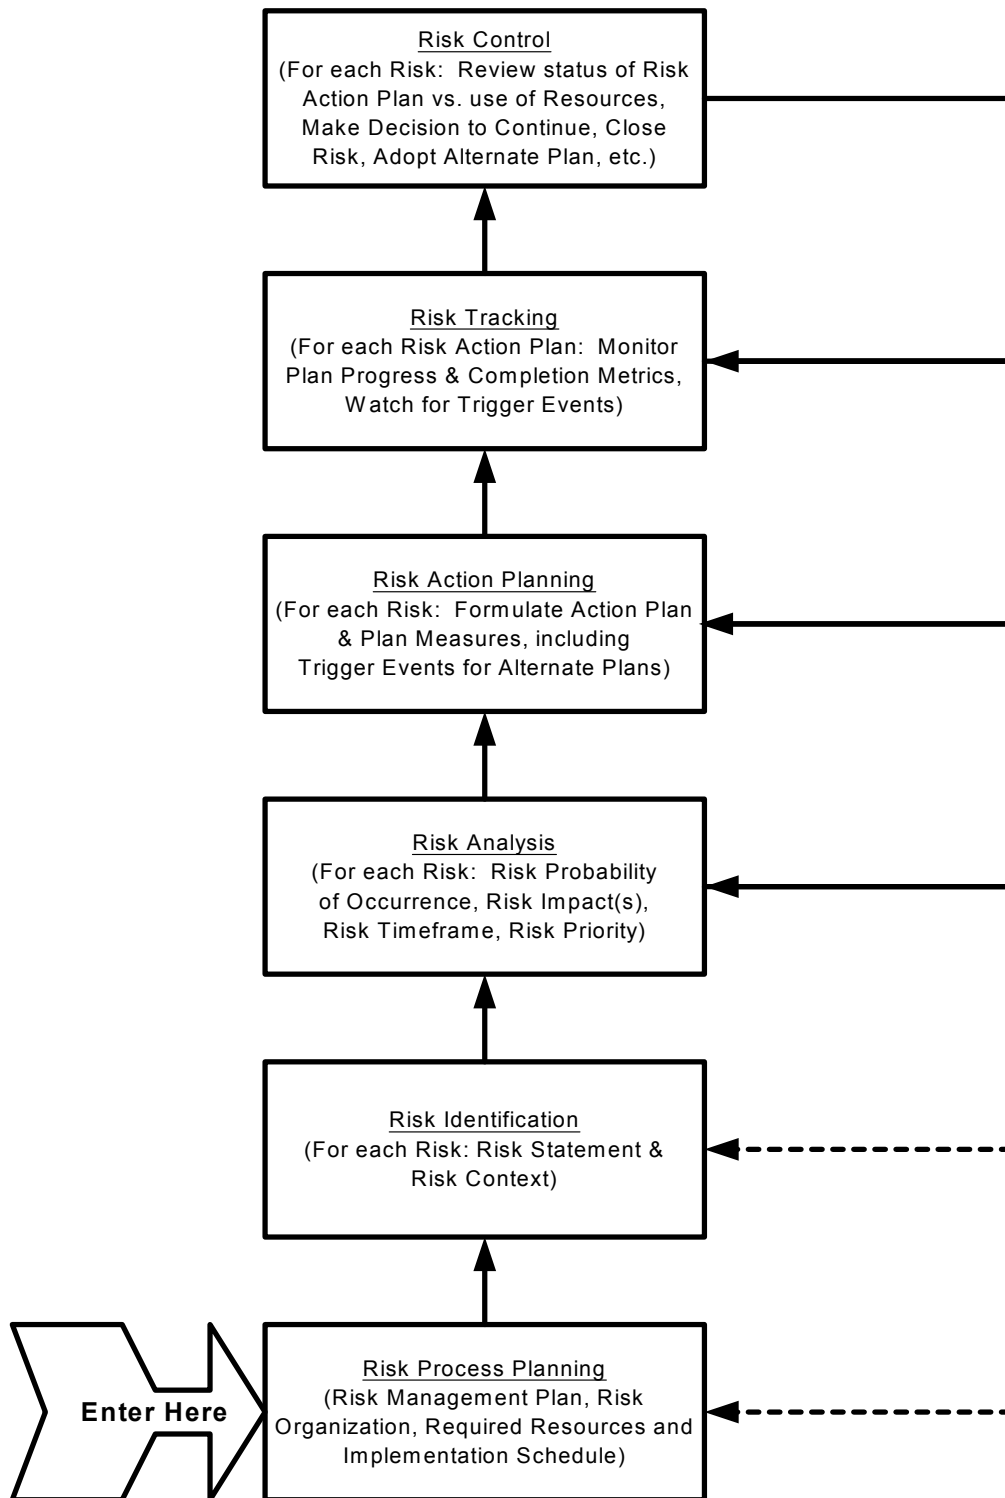 Risk Control
(For each Risk:  Review status of Risk
Action Plan vs. use of Resources,
Make Decision to Continue, Close
Risk, Adopt Alternate Plan, etc.)
Risk Tracking
(For each Risk Action Plan:  Monitor
Plan Progress & Completion Metrics,
Watch for Trigger Events)
Risk Action Planning
(For each Risk:  Formulate Action Plan
& Plan Measures, including
Trigger Events for Alternate Plans)
Risk Analysis
(For each Risk:  Risk Probability
of Occurrence, Risk Impact(s),
Risk Timeframe, Risk Priority)
Risk Identification
(For each Risk: Risk Statement &
Risk Context)
Enter Here
Risk Process Planning
(Risk Management Plan, Risk
Organization, Required Resources and
Implementation Schedule)